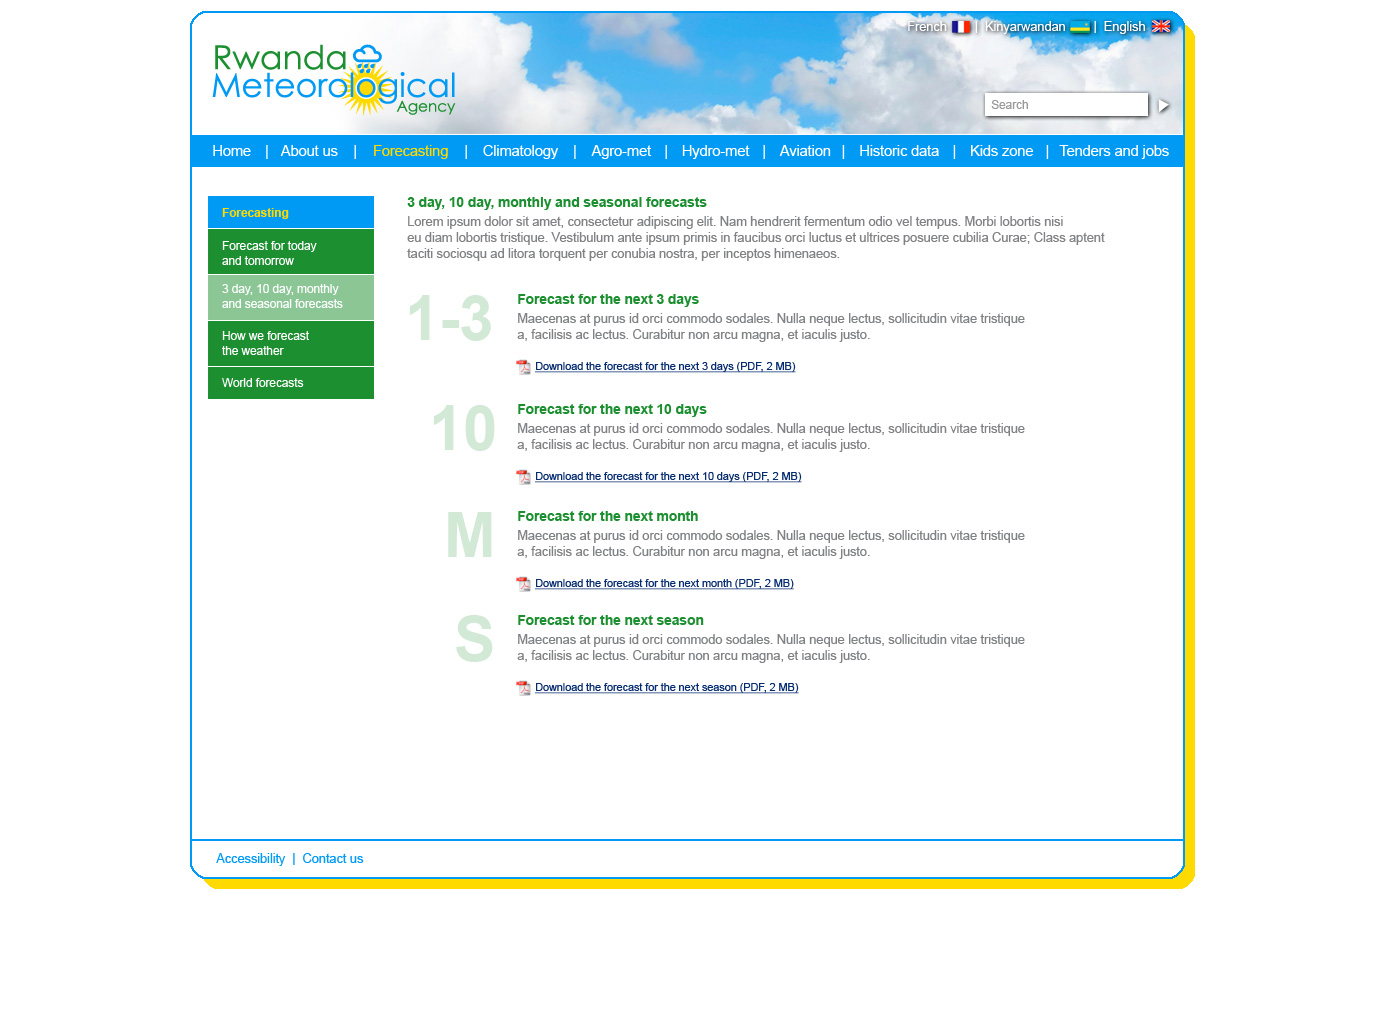 French | Kinyarwandan | English
Rwanda
Meteorological
Agency
Search
Home | About us | Forecasting | Climatology | Agro-met | Hydro-met | Aviation | Historic data | Kids zone | Tenders and jobs
Forecasting
Forecast for today
and tomorrow
3 day, 10 day, monthly
and seasonal forecasts
How we forecast
the weather
World forecasts
3 day, 10 day, monthly and seasonal forecasts
Lorem ipsum dolor sit amet, consectetur adipiscing elit. Nam hendrerit fermentum odio vel tempus. Morbi lobortis nisi
eu diam lobortis tristique. Vestibulum ante ipsum primis in faucibus orci luctus et ultrices posuere cubilia Curae; Class aptent
taciti sociosqu ad litora torquent per conubia nostra, per inceptos himenaeos.
1-3
Forecast for the next 3 days
Maecenas at purus id orci commodo sodales. Nulla neque lectus, sollicitudin vitae tristique
a, facilisis ac lectus. Curabitur non arcu magna, et iaculis justo.
Download the forecast for the next 3 days (PDF, 2 MB)
10
Forecast for the next 10 days
Maecenas at purus id orci commodo sodales. Nulla neque lectus, sollicitudin vitae tristique
a, facilisis ac lectus. Curabitur non arcu magna, et iaculis justo.
Download the forecast for the next 10 days (PDF, 2 MB)
M
Forecast for the next month
Maecenas at purus id orci commodo sodales. Nulla neque lectus, sollicitudin vitae tristique
a, facilisis ac lectus. Curabitur non arcu magna, et iaculis justo.
Download the forecast for the next month (PDF, 2 MB)
S
Forecast for the next season
Maecenas at purus id orci commodo sodales. Nulla neque lectus, sollicitudin vitae tristique
a, facilisis ac lectus. Curabitur non arcu magna, et iaculis justo.
Download the forecast for the next season (PDF, 2 MB)
Accessibility | Contact us